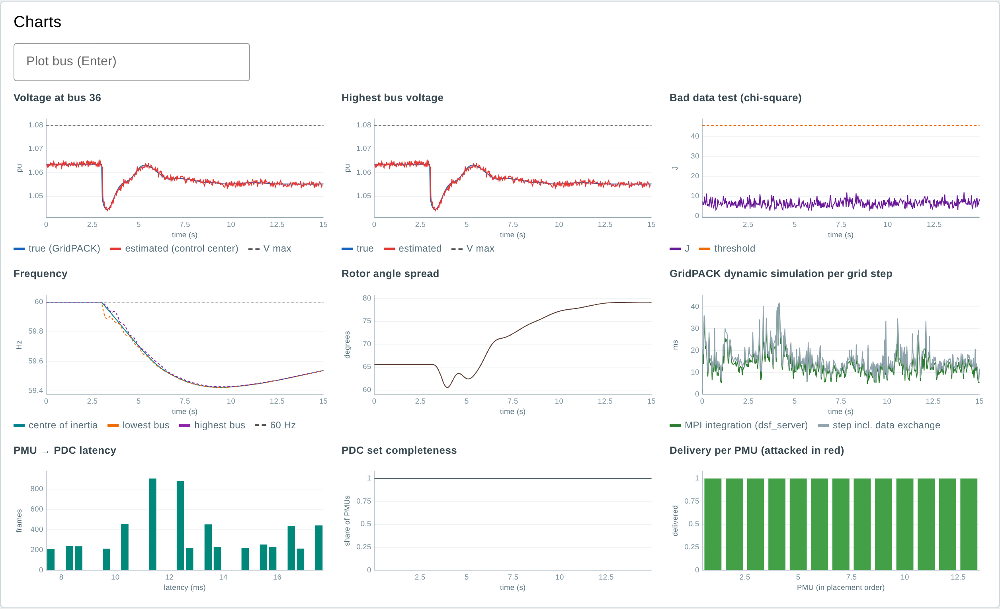 Charts
Plot bus (Enter)
Voltage at bus 36
1.08
1.07
1.06
1.05
pu
0 2.5 5 7.5 10 12.5 15
time (s)
true (GridPACK) estimated (control center) V max
Highest bus voltage
1.08
1.07
1.06
1.05
pu
0 2.5 5 7.5 10 12.5 15
time (s)
true estimated V max
Bad data test (chi-square)
40
30
20
10
0
J
2.5 5 7.5 10 12.5
time (s)
J threshold
Frequency
60
59.8
59.6
59.4
Hz
0 2.5 5 7.5 10 12.5 15
time (s)
centre of inertia lowest bus highest bus 60 Hz
Rotor angle spread
80
75
70
65
60
degrees
0 2.5 5 7.5 10 12.5 15
time (s)
GridPACK dynamic simulation per grid step
40
30
20
10
0
ms
0 2.5 5 7.5 10 12.5 15
time (s)
MPI integration (dsf_server) step incl. data exchange
PMU → PDC latency
800
600
400
200
0
frames
8 10 12 14 16
latency (ms)
PDC set completeness
1
0.75
0.5
0.25
0
share of PMUs
2.5 5 7.5 10 12.5
time (s)
Delivery per PMU (attacked in red)
1
0.75
0.5
0.25
0
delivered
2.5 5 7.5 10 12.5
PMU (in placement order)